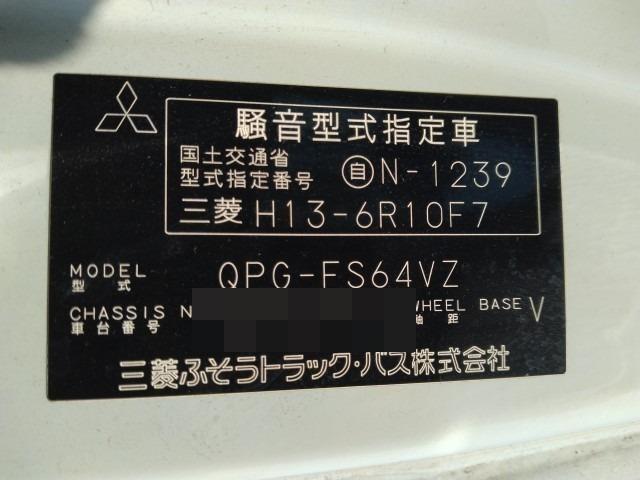 騒音型式指定車
国土交通省
型式指定番号 自N-1239
三菱 H13-6R10F7
MODEL QPG-FS64VZ
型式
CHASSIS N WHEEL BASE V
車台番号 軸距
三菱ふそうトラック・バス株式会社